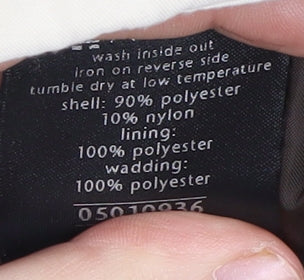 wash inside out
iron on reverse side
tumble dry at low temperature
shell: 90% polyester
10% nylon
lining:
100% polyester
wadding:
100% polyester
05010936